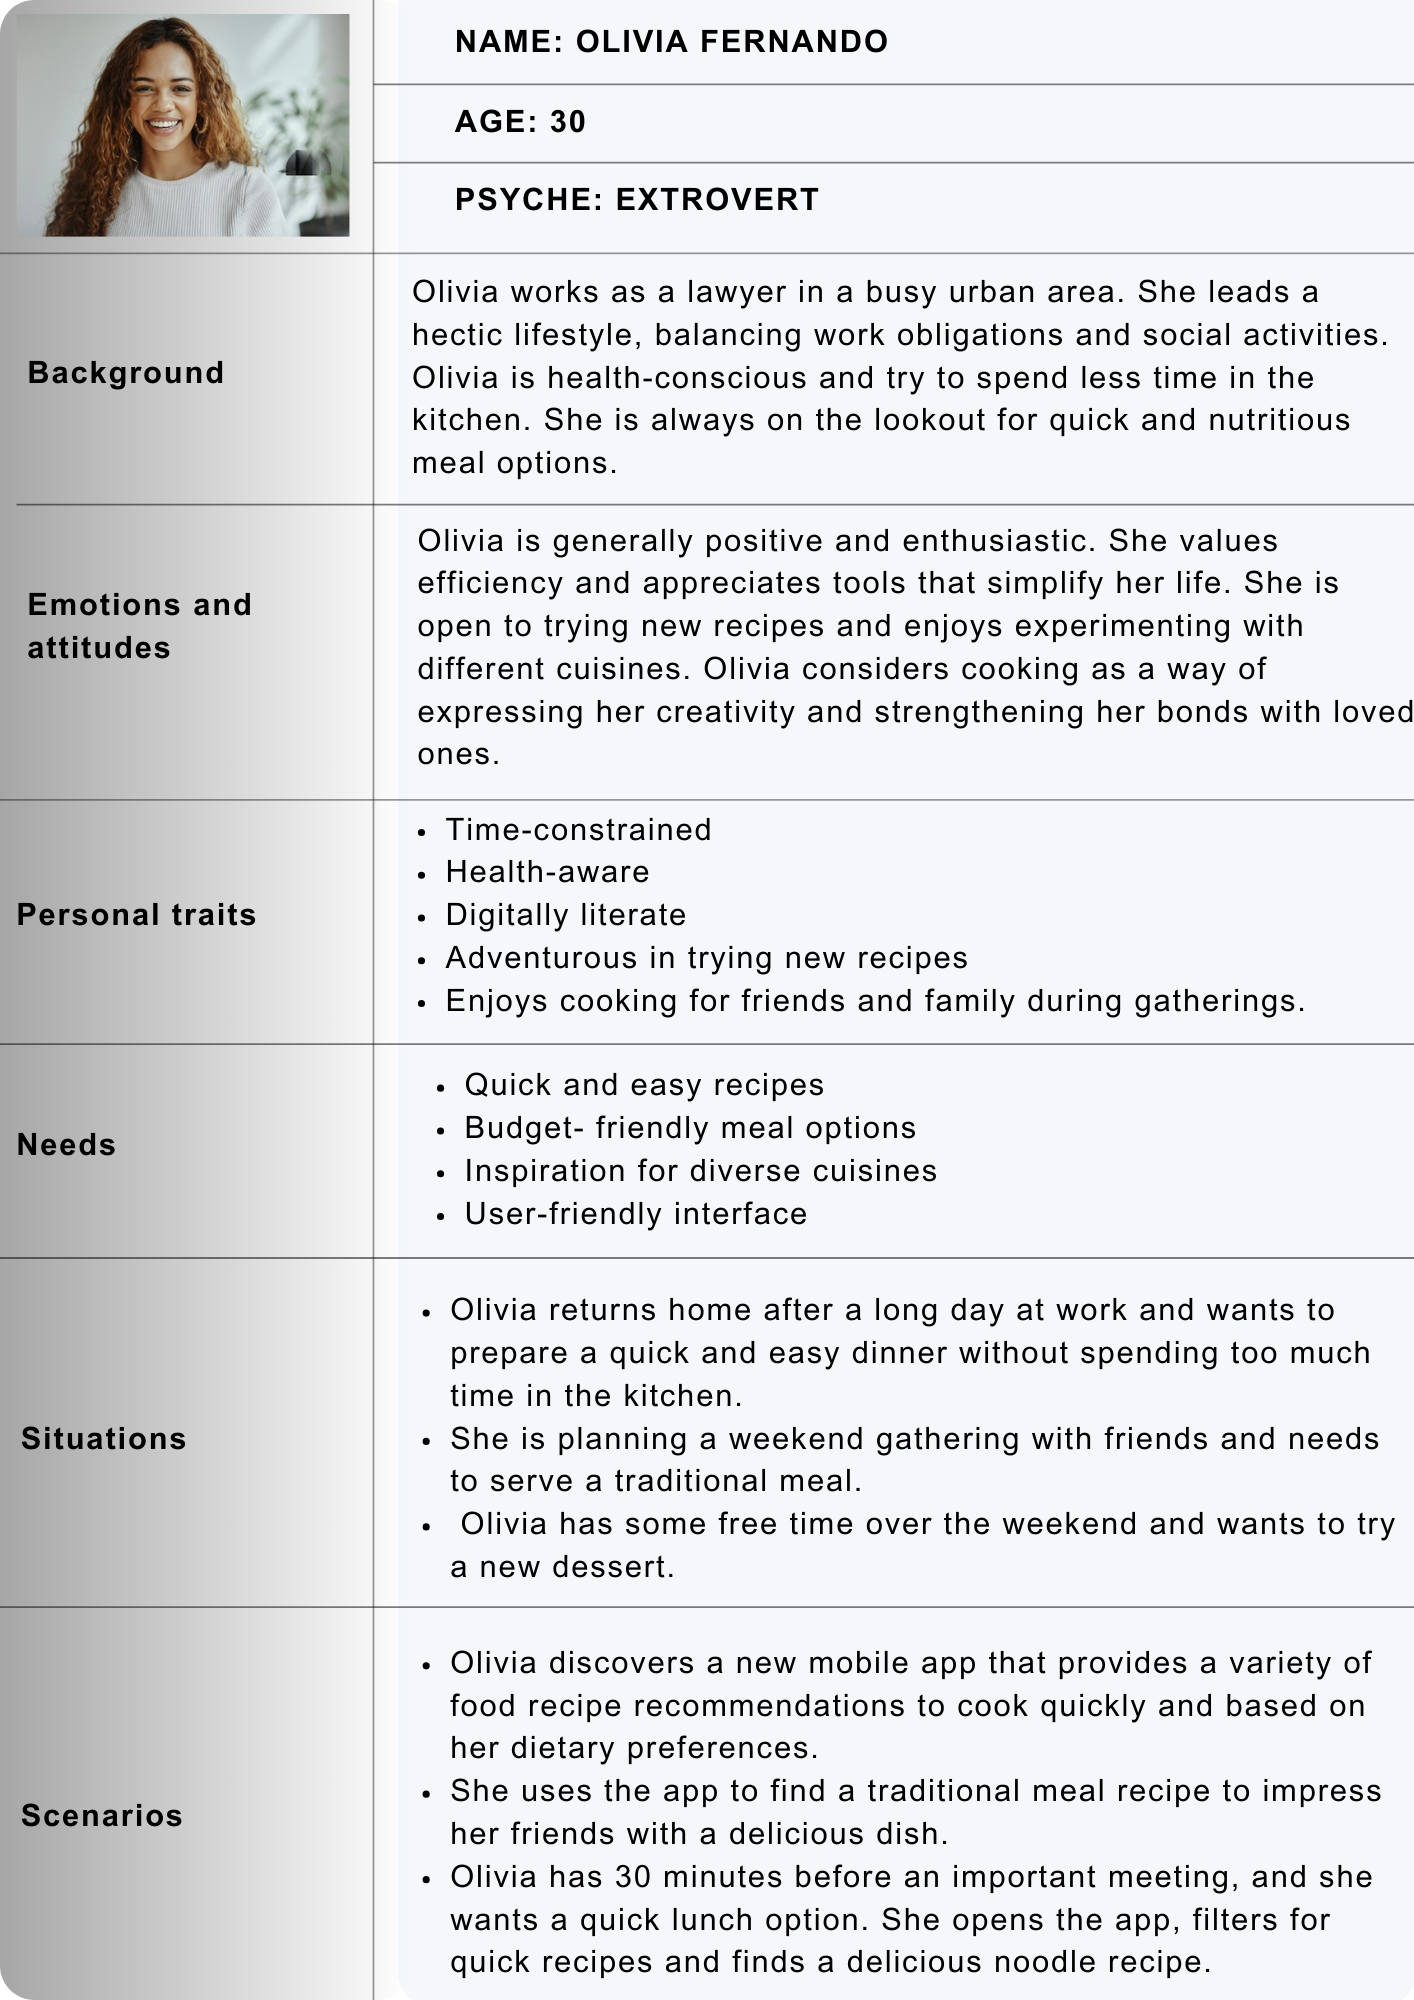 NAME: OLIVIA FERNANDO
AGE: 30
PSYCHE: EXTROVERT
Background
Olivia works as a lawyer in a busy urban area. She leads a
hectic lifestyle, balancing work obligations and social activities.
Olivia is health-conscious and try to spend less time in the
kitchen. She is always on the lookout for quick and nutritious
meal options.
Emotions and
attitudes
Olivia is generally positive and enthusiastic. She values
efficiency and appreciates tools that simplify her life. She is
open to trying new recipes and enjoys experimenting with
different cuisines. Olivia considers cooking as a way of
expressing her creativity and strengthening her bonds with loved
ones.
Personal traits
• Time-constrained
• Health-aware
• Digitally literate
• Adventurous in trying new recipes
• Enjoys cooking for friends and family during gatherings.
Needs
• Quick and easy recipes
• Budget- friendly meal options
• Inspiration for diverse cuisines
• User-friendly interface
Situations
• Olivia returns home after a long day at work and wants to
prepare a quick and easy dinner without spending too much
time in the kitchen.
• She is planning a weekend gathering with friends and needs
to serve a traditional meal.
• Olivia has some free time over the weekend and wants to try
a new dessert.
Scenarios
• Olivia discovers a new mobile app that provides a variety of
food recipe recommendations to cook quickly and based on
her dietary preferences.
• She uses the app to find a traditional meal recipe to impress
her friends with a delicious dish.
• Olivia has 30 minutes before an important meeting, and she
wants a quick lunch option. She opens the app, filters for
quick recipes and finds a delicious noodle recipe.